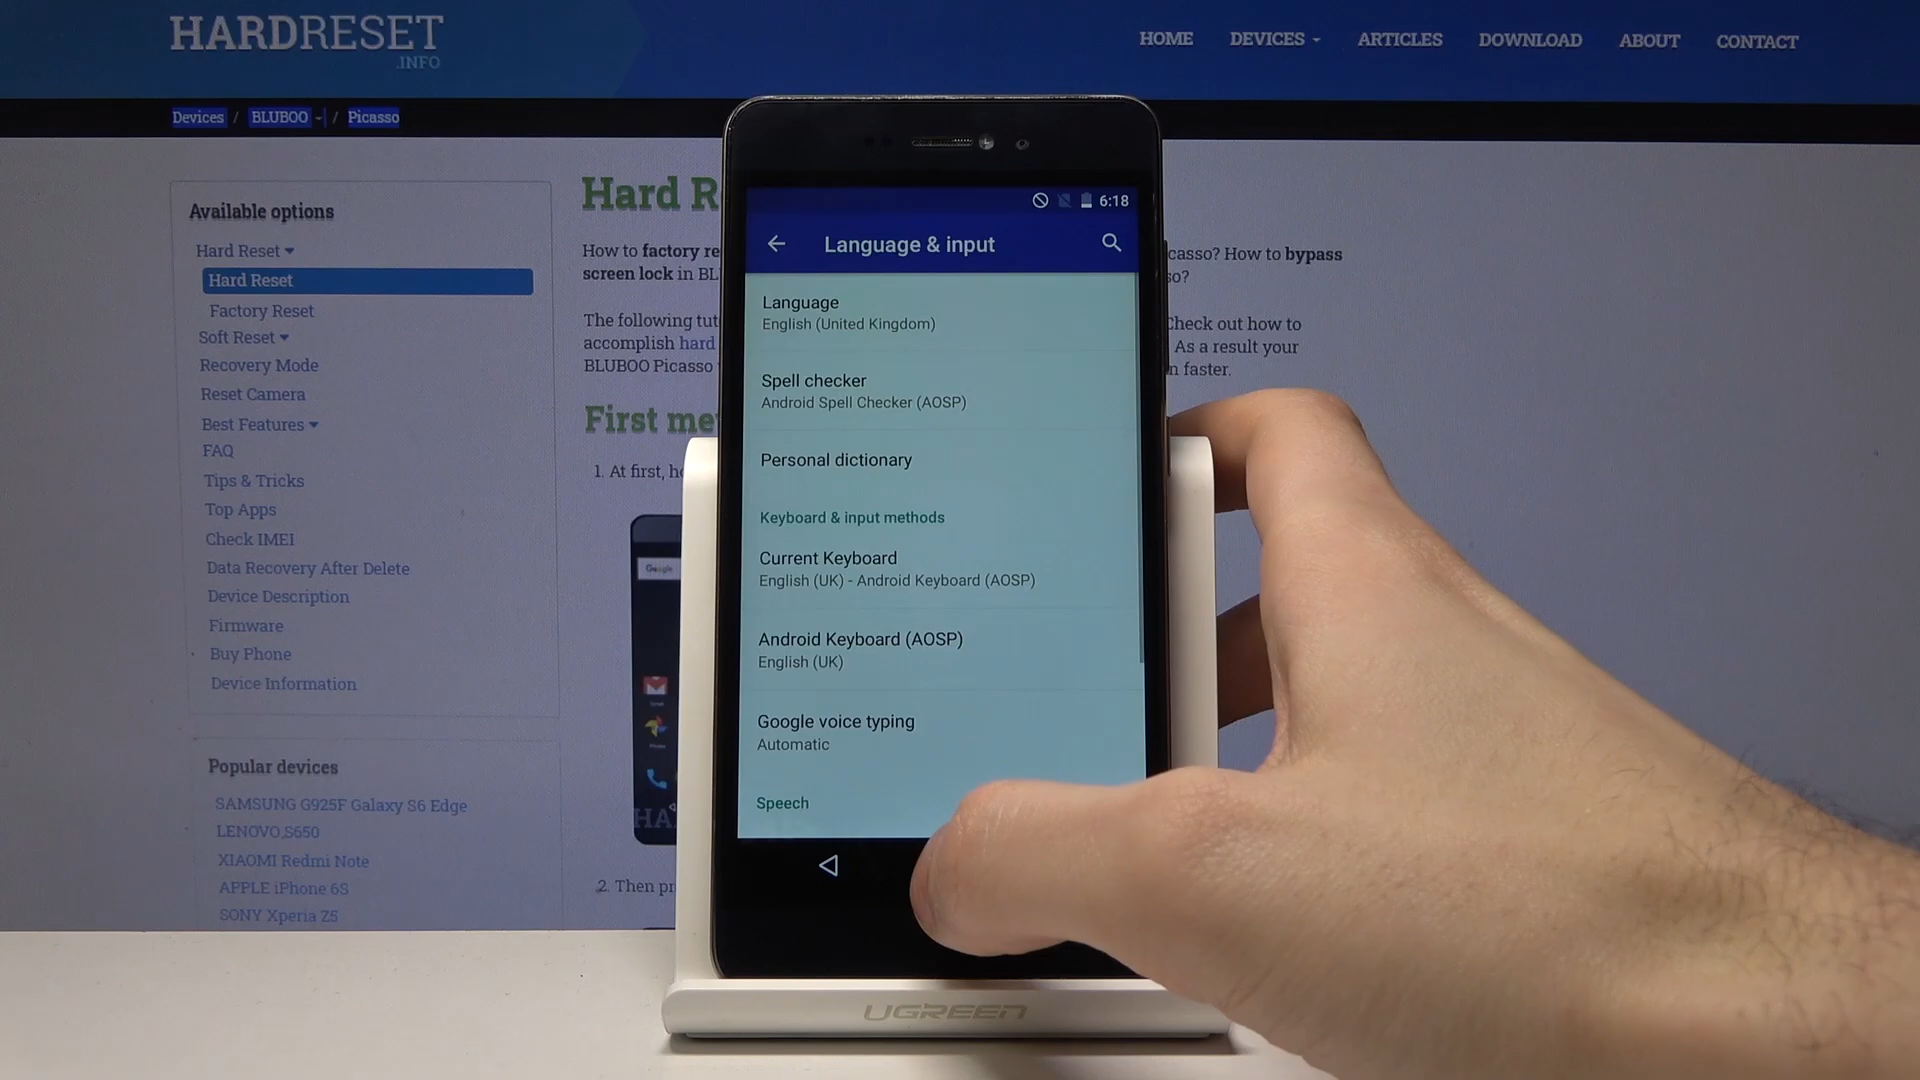 HARDRESET
.INFO
HOME DEVICES ARTICLES DOWNLOAD ABOUT CONTACT
Devices / BLUBOO / Picasso
Available options
Hard Reset
Hard Reset
Factory Reset
Soft Reset
Recovery Mode
Reset Camera
Best Features
FAQ
Tips & Tricks
Top Apps
Check IMEI
Data Recovery After Delete
Device Description
Firmware
Buy Phone
Device Information
Popular devices
SAMSUNG G925F Galaxy S6 Edge
LENOVO S650
XIAOMI Redmi Note
APPLE iPhone 6S
SONY Xperia Z5
Hard R
How to factory re
screen lock in BL
The following tut
accomplish hard
BLUBOO Picasso
First me
1. At first, ho
Google
HA
2. Then pr
casso? How to bypass
so?
Check out how to
As a result your
n faster.
6:18
Language & input
Language
English (United Kingdom)
Spell checker
Android Spell Checker (AOSP)
Personal dictionary
Keyboard & input methods
Current Keyboard
English (UK) - Android Keyboard (AOSP)
Android Keyboard (AOSP)
English (UK)
Google voice typing
Automatic
Speech
UGREEN